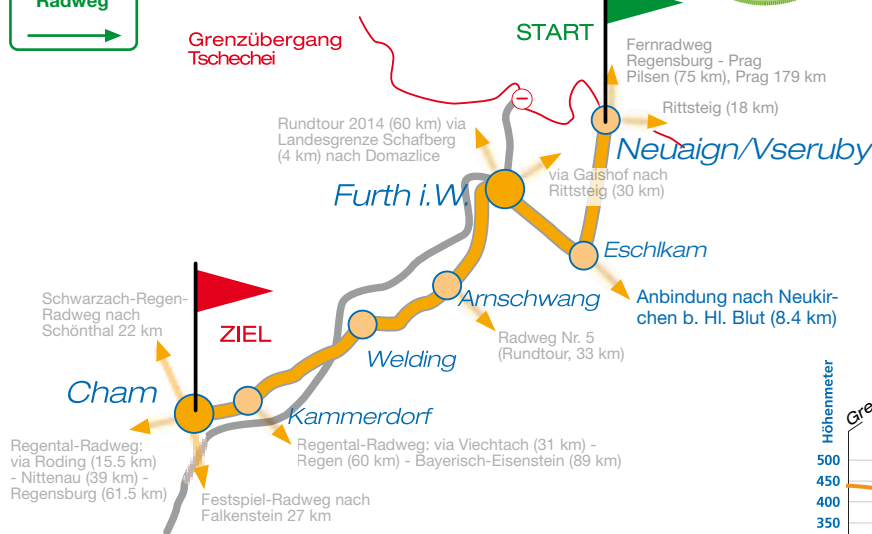 Radweg
START
Grenzübergang
Tschechei
Fernradweg
Regensburg - Prag
Pilsen (75 km), Prag 179 km
Rittsteig (18 km)
Rundtour 2014 (60 km) via
Landesgrenze Schafberg
(4 km) nach Domazlice
Neuaign/Vseruby
via Gaishof nach
Rittsteig (30 km)
Furth i.W.
Eschlkam
Anbindung nach Neukir-
chen b. Hl. Blut (8.4 km)
Arnschwang
Radweg Nr. 5
(Rundtour, 33 km)
Schwarzach-Regen-
Radweg nach
Schönthal 22 km
ZIEL
Welding
Cham
Kammerdorf
Regental-Radweg:
via Roding (15.5 km)
- Nittenau (39 km) -
Regensburg (61.5 km)
Regental-Radweg: via Viechtach (31 km) -
Regen (60 km) - Bayerisch-Eisenstein (89 km)
Festspiel-Radweg nach
Falkenstein 27 km
Höhenmeter
Gre
500
450
400
350